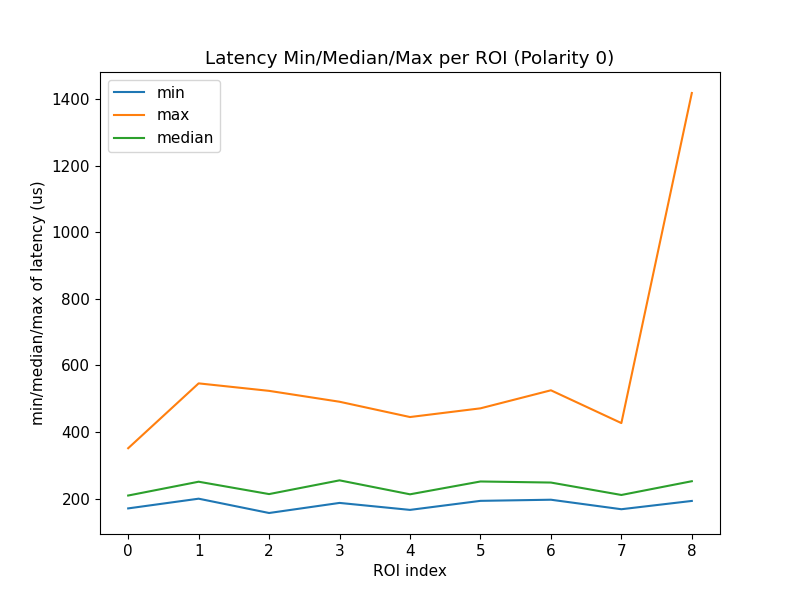 Latency Min/Median/Max per ROI (Polarity 0)
min
max
median
min/median/max of latency (us)
1400
1200
1000
800
600
400
200
0 1 2 3 4 5 6 7 8
ROI index